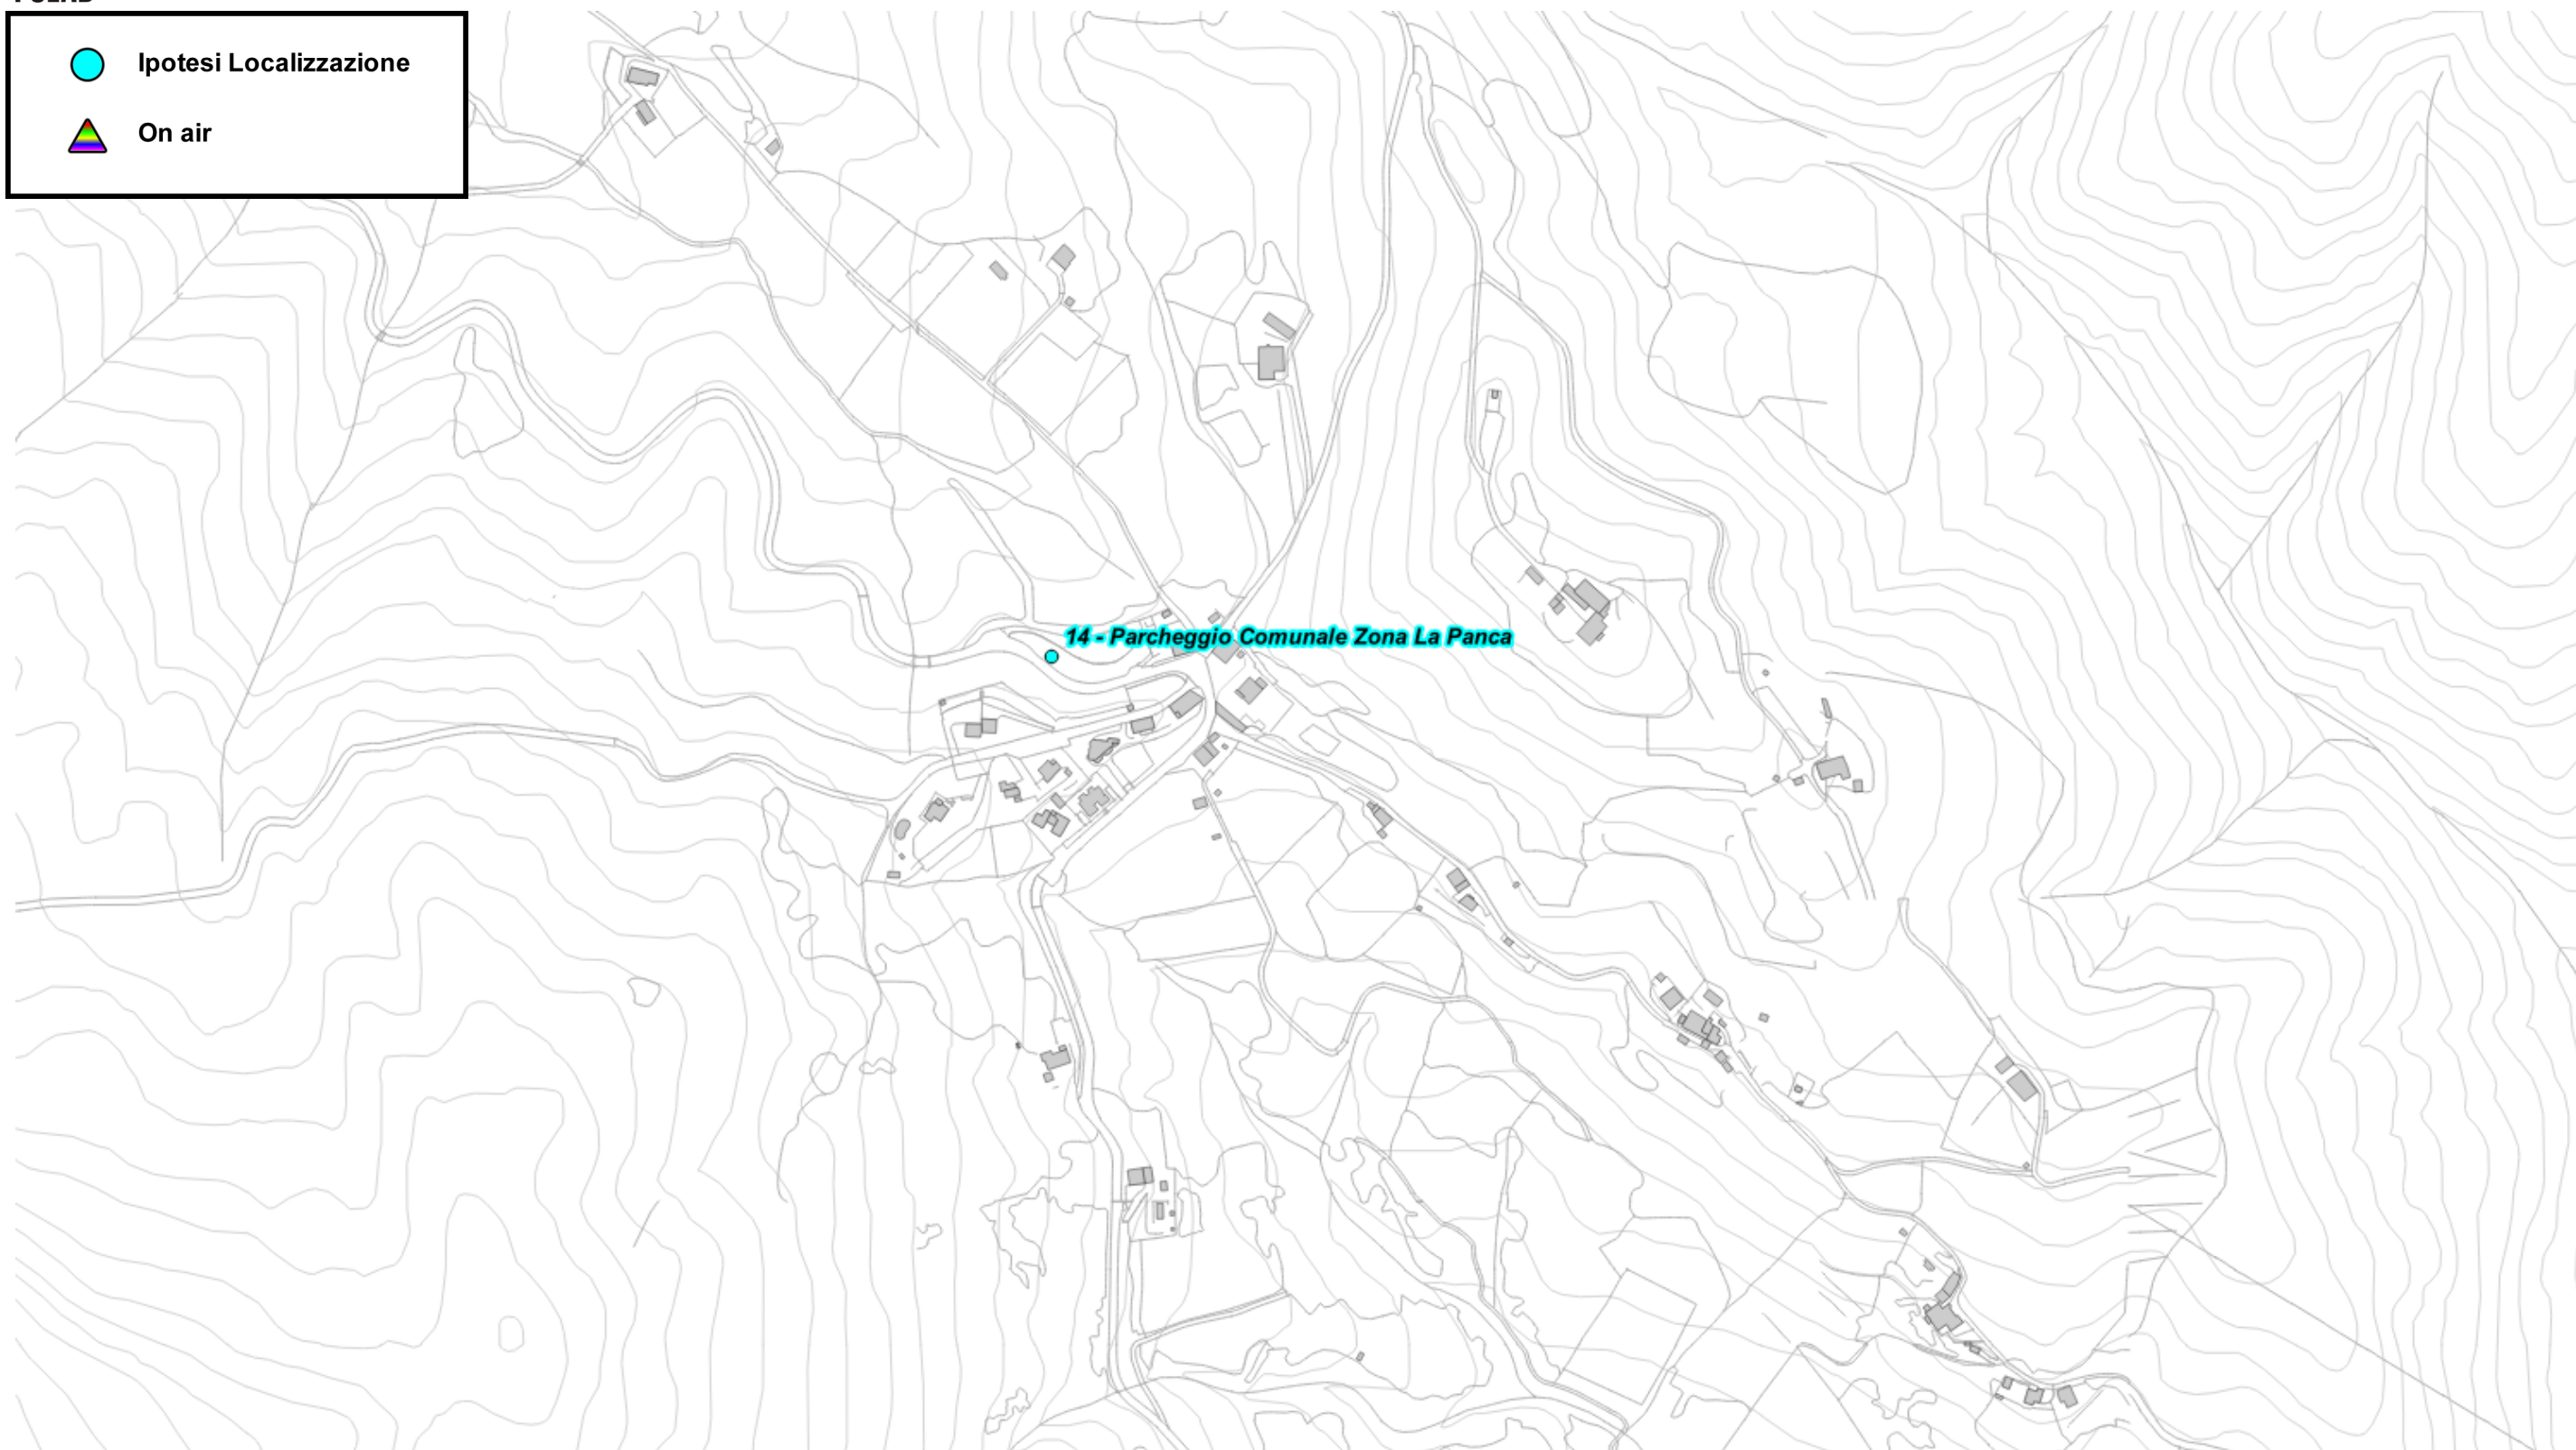 Ipotesi Localizzazione
On air
14 - Parcheggio Comunale Zona La Panca